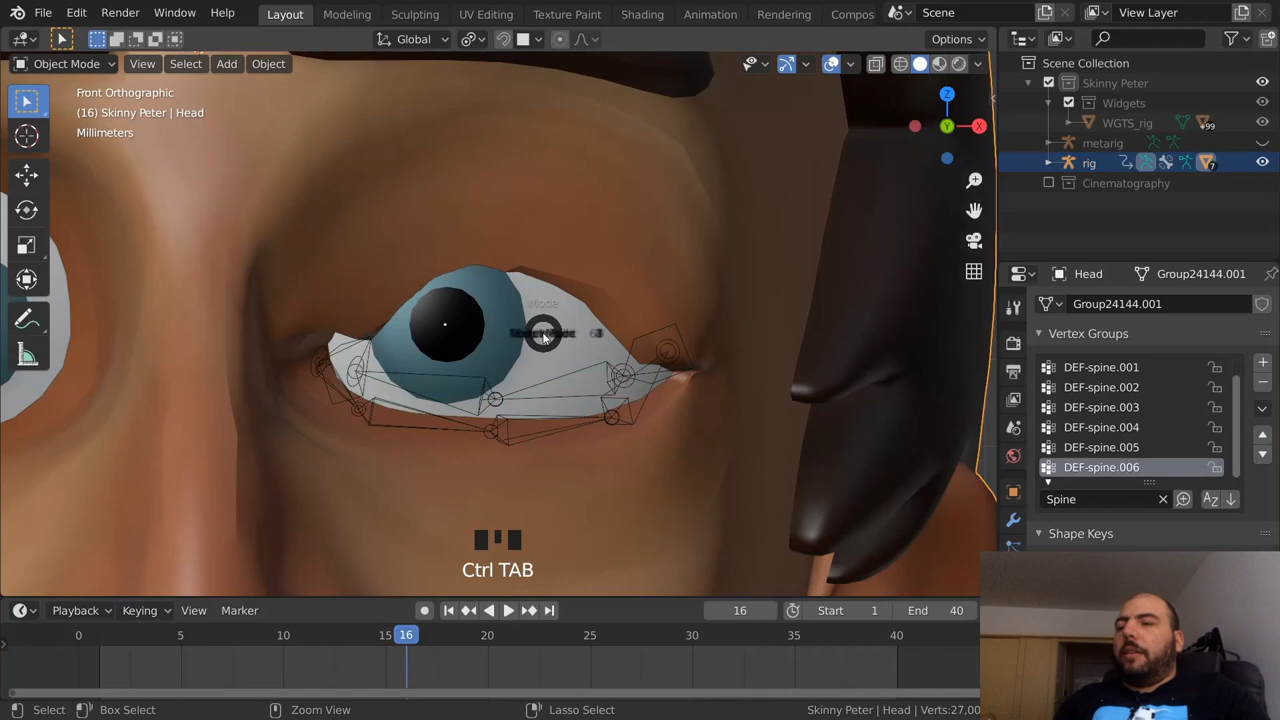 File Edit Render Window Help
Layout Modeling Sculpting UV Editing Texture Paint Shading Animation Rendering Compos
Scene
View Layer
Global
Options
Object Mode View Select Add Object
Front Orthographic
(16) Skinny Peter | Head
Millimeters
Z
Y
X
Mode
Ctrl TAB
Scene Collection
Skinny Peter
Widgets
WGTS_rig
+99
metarig
rig
7
Cinematography
Head Group24144.001
Group24144.001
Vertex Groups
DEF-spine.001
DEF-spine.002
DEF-spine.003
DEF-spine.004
DEF-spine.005
DEF-spine.006
Spine
Shape Keys
Playback Keying View Marker
16
Start 1
End 40
0 5 10 15 16 20 25 30 35 40
Select Box Select Zoom View Lasso Select
Skinny Peter | Head | Verts:27,00